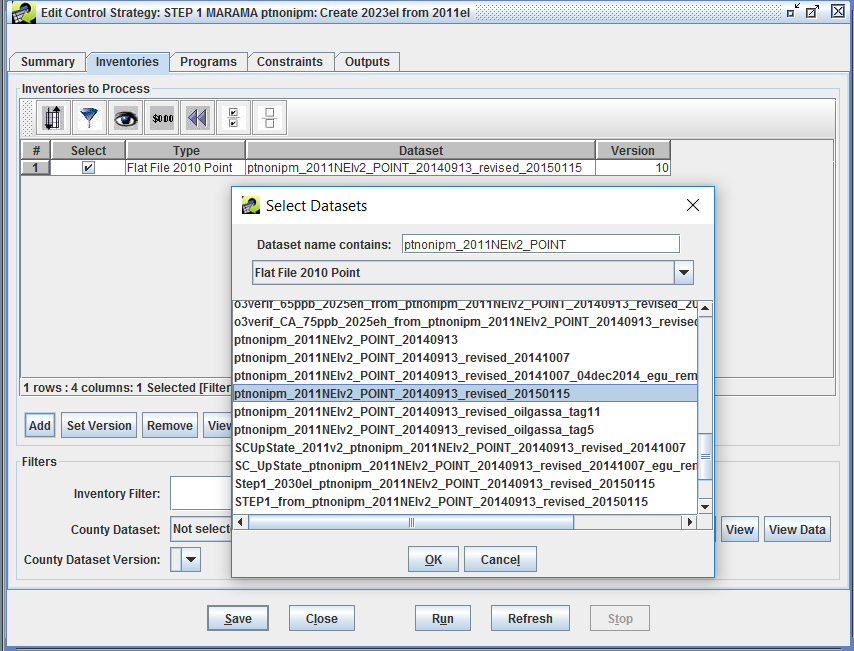 Edit Control Strategy: STEP 1 MARAMA ptnonipm: Create 2023el from 2011el
Summary Inventories Programs Constraints Outputs
Inventories to Process
$0.00
# Select Type Dataset Version
1 Flat File 2010 Point ptnonipm_2011NEIv2_POINT_20140913_revised_20150115 10
Select Datasets
Dataset name contains: ptnonipm_2011NEIv2_POINT
Flat File 2010 Point
o3verif_65ppb_2025eh_from_ptnonipm_2011NEIv2_POINT_20140913_revised_20
o3verif_CA_75ppb_2025eh_from_ptnonipm_2011NEIv2_POINT_20140913_revised
ptnonipm_2011NEIv2_POINT_20140913
ptnonipm_2011NEIv2_POINT_20140913_revised_20141007
ptnonipm_2011NEIv2_POINT_20140913_revised_20141007_04dec2014_egu_rem
ptnonipm_2011NEIv2_POINT_20140913_revised_20150115
ptnonipm_2011NEIv2_POINT_20140913_revised_oilgassa_tag11
ptnonipm_2011NEIv2_POINT_20140913_revised_oilgassa_tag5
SCUpState_2011v2_ptnonipm_2011NEIv2_POINT_20140913_revised_20141007
SC_UpState_ptnonipm_2011NEIv2_POINT_20140913_revised_20141007_egu_ren
Step1_2030el_ptnonipm_2011NEIv2_POINT_20140913_revised_20150115
STEP1_from_ptnonipm_2011NEIv2_POINT_20140913_revised_20150115
OK Cancel
1 rows : 4 columns: 1 Selected [Filter
Add Set Version Remove View
Filters
Inventory Filter:
County Dataset: Not select View View Data
County Dataset Version:
Save Close Run Refresh Stop